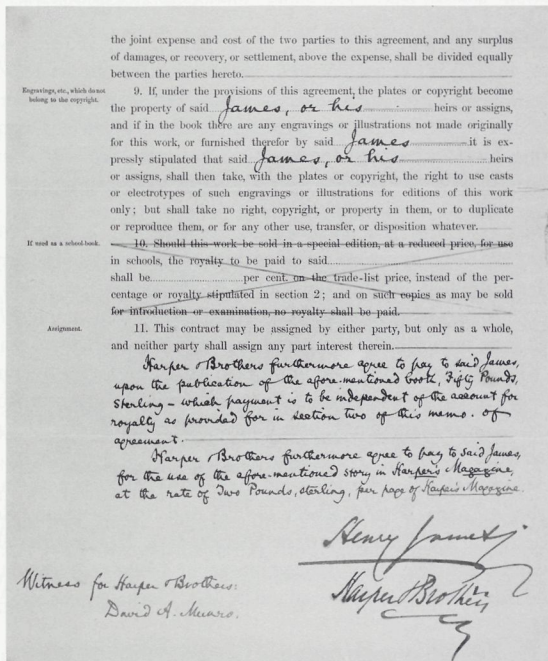 the joint expense and cost of the two parties to this agreement, and any surplus
of damages, or recovery, or settlement, above the expense, shall be divided equally
between the parties hereto.
Engravings, etc., which do not
belong to the copyright.
9. If, under the provisions of this agreement, the plates or copyright become
the property of said James, or his heirs or assigns,
and if in the book there are any engravings or illustrations not made originally
for this work, or furnished therefor by said James it is ex-
pressly stipulated that said James, or his heirs
or assigns, shall then take, with the plates or copyright, the right to use casts
or electrotypes of such engravings or illustrations for editions of this work
only; but shall take no right, copyright, or property in them, or to duplicate
or reproduce them, or for any other use, transfer, or disposition whatever.
If used as a school-book.
10. Should this work be sold in a special edition, at a reduced price, for use
in schools, the royalty to be paid to said
shall be per cent. on the trade-list price, instead of the per-
centage or royalty stipulated in section 2; and on such copies as may be sold
for introduction or examination, no royalty shall be paid.
Assignment.
11. This contract may be assigned by either party, but only as a whole,
and neither party shall assign any part interest therein.
Harper & Brothers furthermore agree to pay to said James,
upon the publication of the afore-mentioned book, Fifty Pounds,
sterling – which payment is to be independent of the account for
royalty as provided for in section two of this memo. of
agreement.
Harper & Brothers furthermore agree to pay to said James,
for the use of the afore-mentioned story in Harper's Magazine,
at the rate of Two Pounds, sterling, per page of Harper's Magazine.
Henry James jr
Harper & Brothers
Witness for Harper & Brothers:
David A. Munro.